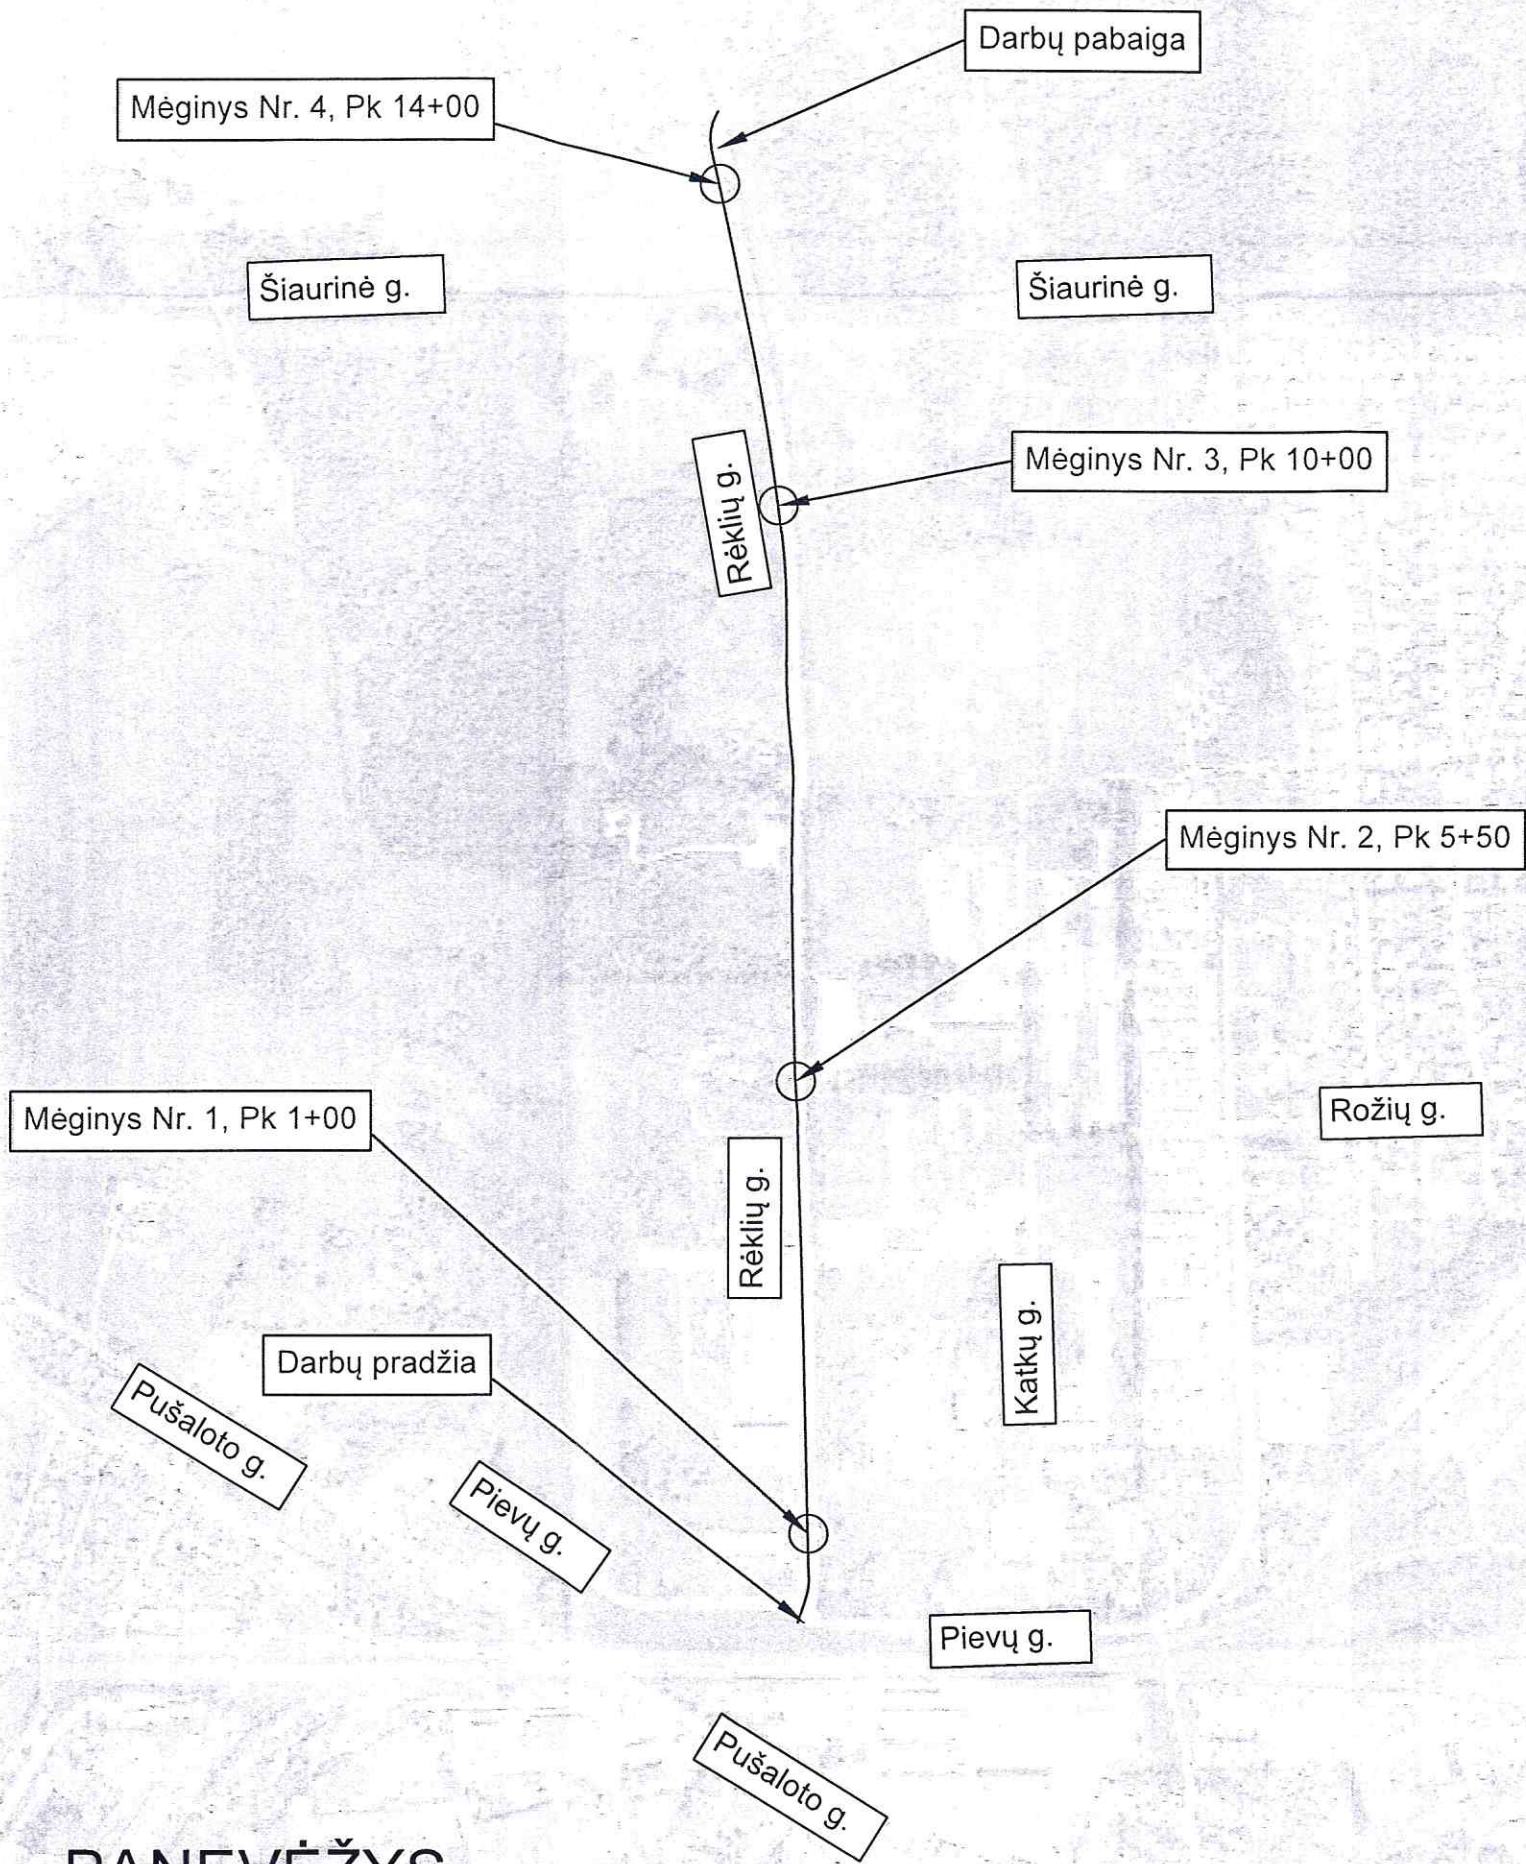 Darbų pabaiga
Mėginys Nr. 4, Pk 14+00
Šiaurinė g.
Šiaurinė g.
Rėklių g.
Mėginys Nr. 3, Pk 10+00
Mėginys Nr. 2, Pk 5+50
Mėginys Nr. 1, Pk 1+00
Rožių g.
Rėklių g.
Katkų g.
Darbų pradžia
Pušaloto g.
Pievų g.
Pievų g.
Pušaloto g.
PANEVĖŽYS